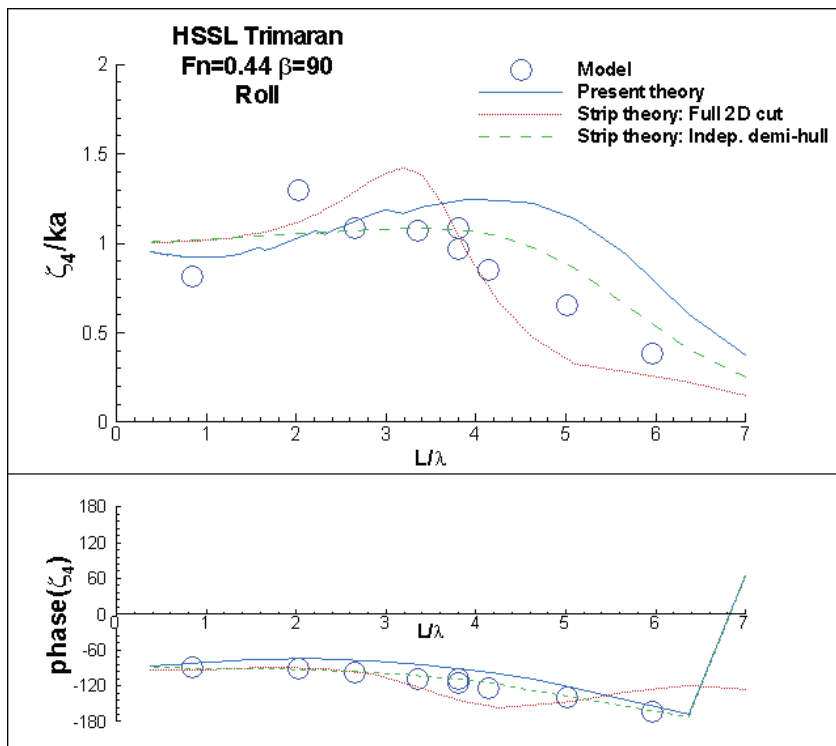 HSSL Trimaran
Fn=0.44 β=90
Roll
Model
Present theory
Strip theory: Full 2D cut
Strip theory: Indep. demi-hull
2
1.5
1
0.5
0
ζ₄/ka
0 1 2 3 4 5 6 7
L/λ
180
120
60
0
-60
-120
-180
phase(ζ₄)
1 2 3 4 5 6 7
L/λ